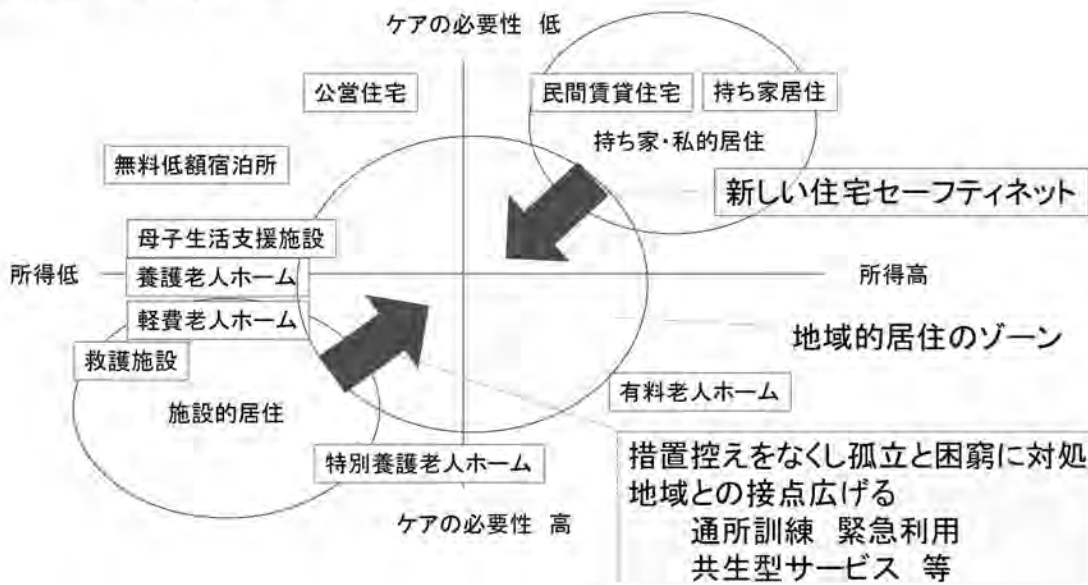 ケアの必要性 低
公営住宅
民間賃貸住宅
持ち家居住
持ち家・私的居住
無料低額宿泊所
新しい住宅セーフティネット
母子生活支援施設
所得低
養護老人ホーム
所得高
軽費老人ホーム
地域的居住のゾーン
救護施設
有料老人ホーム
施設的居住
特別養護老人ホーム
措置控えをなくし孤立と困窮に対処
地域との接点広げる
通所訓練 緊急利用
共生型サービス 等
ケアの必要性 高